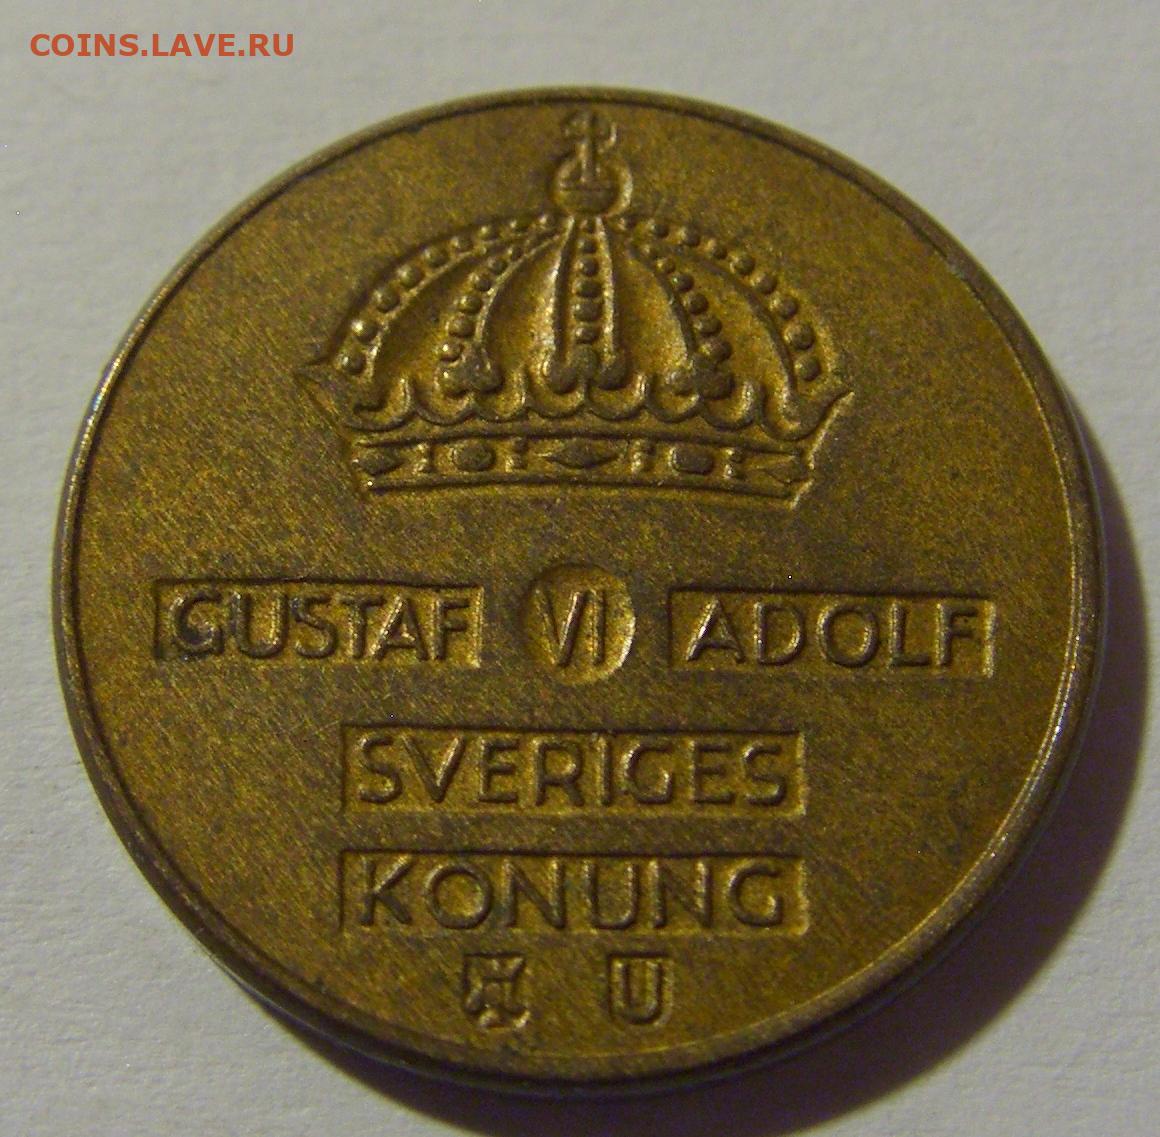 COINS.LAVE.RU
GUSTAF VI ADOLF
SVERIGES
KONUNG
U